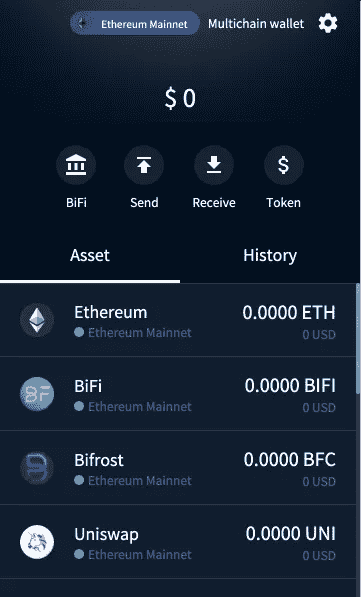 Ethereum Mainnet Multichain wallet
$ 0
BiFi Send Receive Token
Asset History
Ethereum 0.0000 ETH
Ethereum Mainnet 0 USD
BF
BiFi 0.0000 BIFI
Ethereum Mainnet 0 USD
Bifrost 0.0000 BFC
Ethereum Mainnet 0 USD
Uniswap 0.0000 UNI
Ethereum Mainnet 0 USD